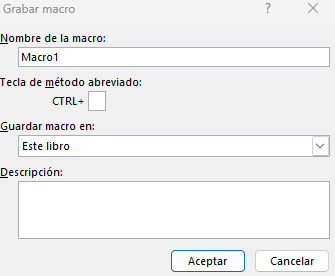 Grabar macro ? ×
Nombre de la macro:
Macro1
Tecla de método abreviado:
CTRL+
Guardar macro en:
Este libro
Descripción:
Aceptar Cancelar